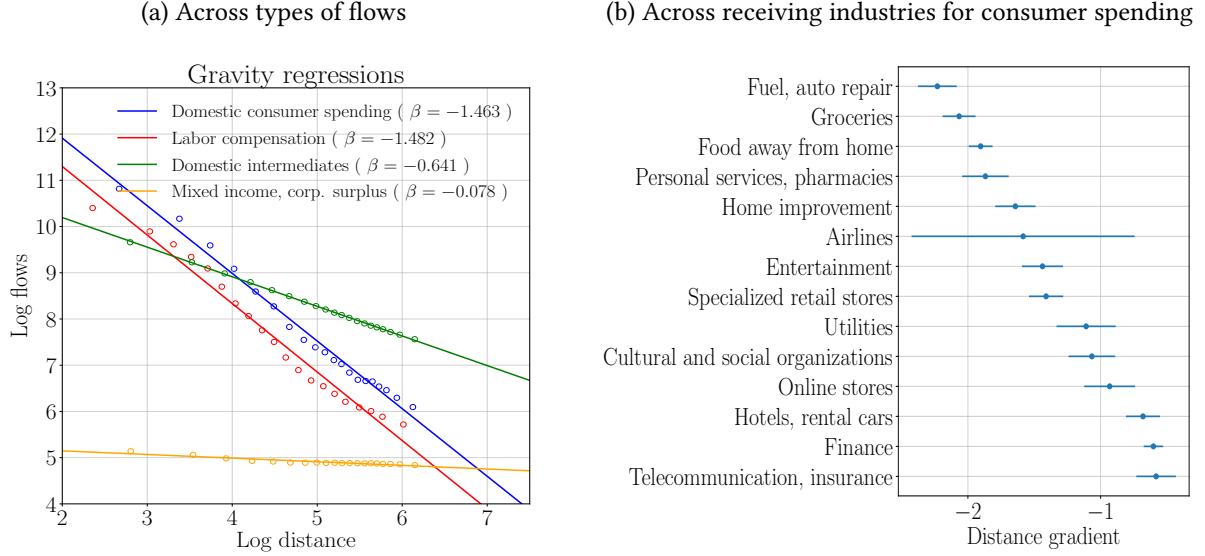 (a) Across types of flows
(b) Across receiving industries for consumer spending
Gravity regressions
Domestic consumer spending ( β = −1.463 )
Labor compensation ( β = −1.482 )
Domestic intermediates ( β = −0.641 )
Mixed income, corp. surplus ( β = −0.078 )
Log flows
13
12
11
10
9
8
7
6
5
4
2
3
4
5
6
7
Log distance
Fuel, auto repair
Groceries
Food away from home
Personal services, pharmacies
Home improvement
Airlines
Entertainment
Specialized retail stores
Utilities
Cultural and social organizations
Online stores
Hotels, rental cars
Finance
Telecommunication, insurance
−2
−1
Distance gradient